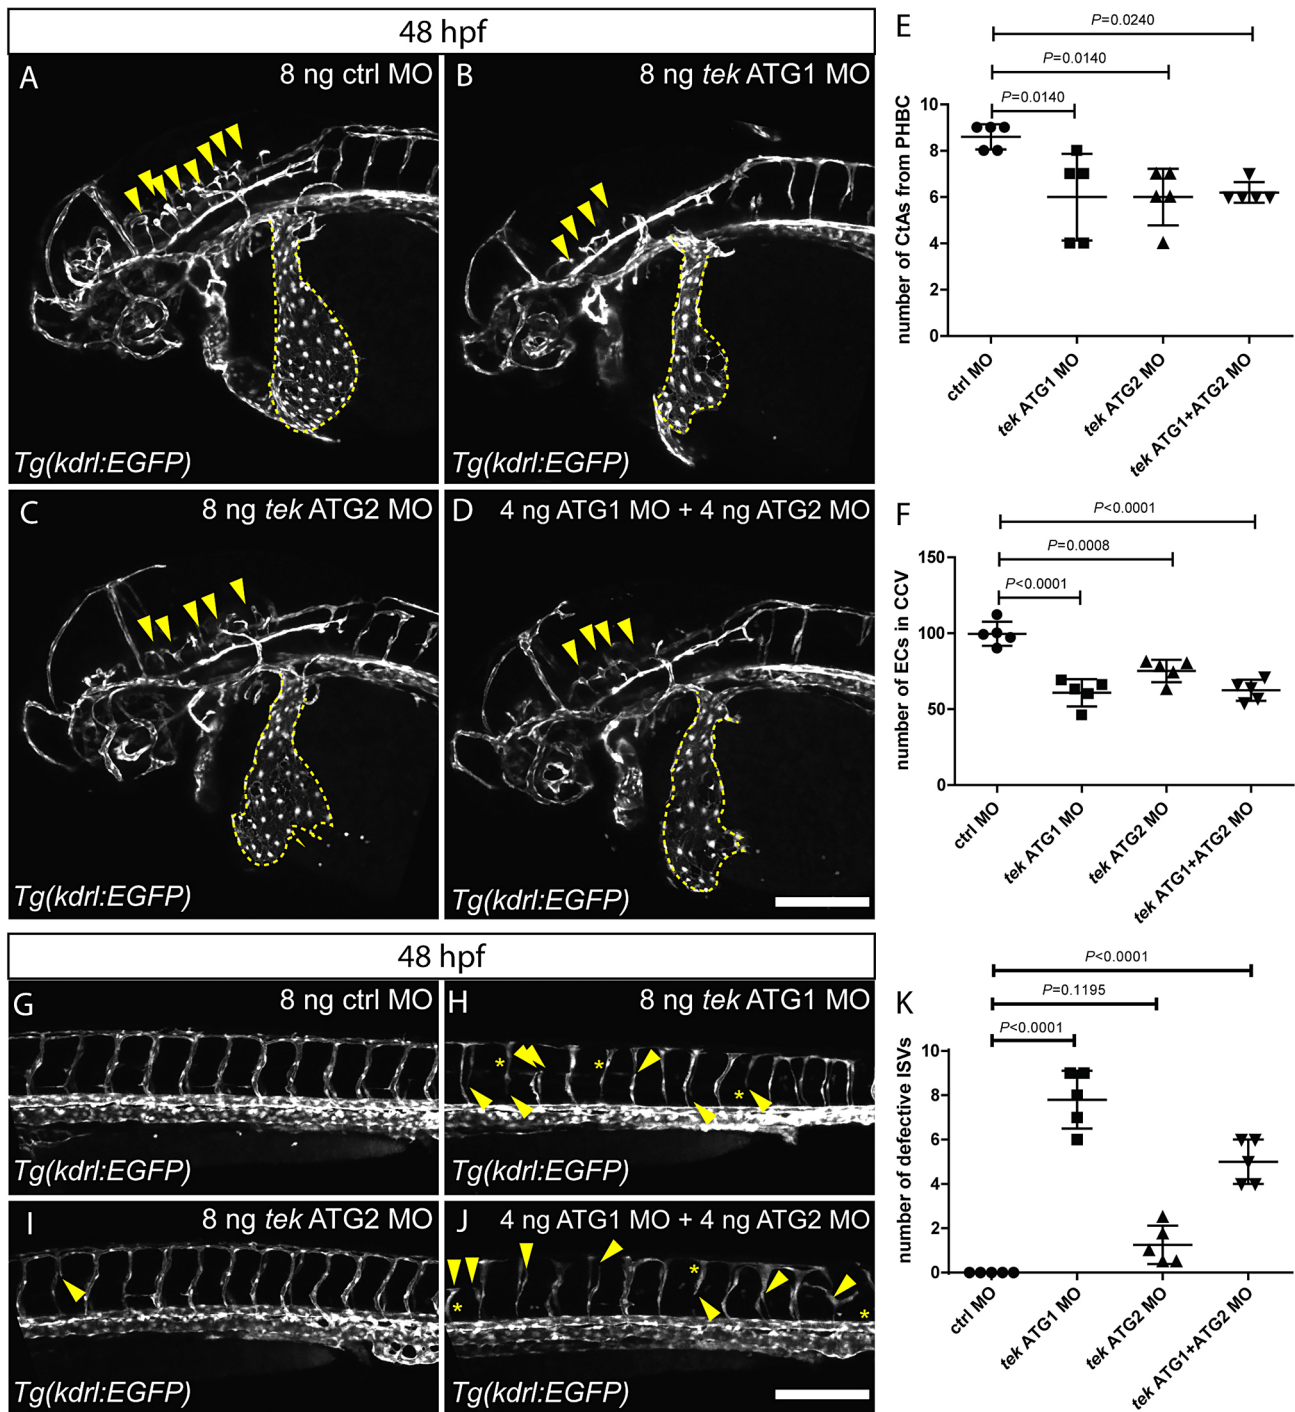 48 hpf
A
8 ng ctrl MO
Tg(kdrl:EGFP)
B
8 ng tek ATG1 MO
Tg(kdrl:EGFP)
C
8 ng tek ATG2 MO
Tg(kdrl:EGFP)
D
4 ng ATG1 MO + 4 ng ATG2 MO
Tg(kdrl:EGFP)
E
P=0.0240
P=0.0140
P=0.0140
number of CtAs from PHBC
10
8
6
4
2
0
ctrl MO
tek ATG1 MO
tek ATG2 MO
tek ATG1+ATG2 MO
F
P<0.0001
P=0.0008
P<0.0001
number of ECs in CCV
150
100
50
0
ctrl MO
tek ATG1 MO
tek ATG2 MO
tek ATG1+ATG2 MO
48 hpf
G
8 ng ctrl MO
Tg(kdrl:EGFP)
H
8 ng tek ATG1 MO
* * *
Tg(kdrl:EGFP)
I
8 ng tek ATG2 MO
Tg(kdrl:EGFP)
J
4 ng ATG1 MO + 4 ng ATG2 MO
* * *
Tg(kdrl:EGFP)
K
P<0.0001
P=0.1195
P<0.0001
number of defective ISVs
10
8
6
4
2
0
ctrl MO
tek ATG1 MO
tek ATG2 MO
tek ATG1+ATG2 MO